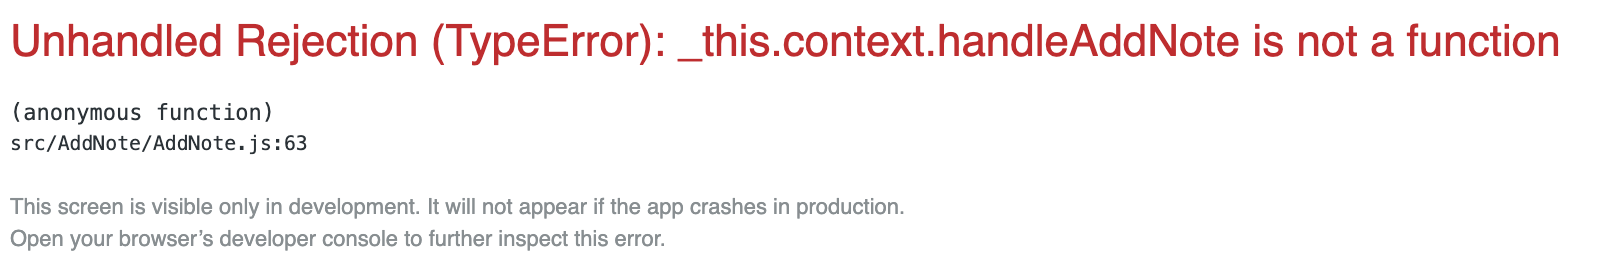 Unhandled Rejection (TypeError): _this.context.handleAddNote is not a function
(anonymous function)
src/AddNote/AddNote.js:63
This screen is visible only in development. It will not appear if the app crashes in production.
Open your browser’s developer console to further inspect this error.